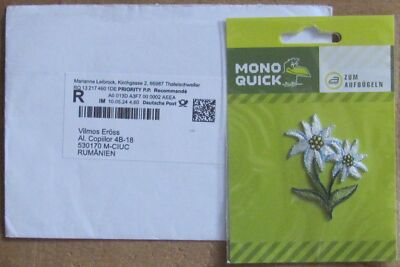 Marianne Leibrock, Kirchgasse 2, 66987 Thaleischweiler
RQ 13 217 460 1DE PRIORITY P.P. Recommandé
R
A0 013D A3F7 00 0002 AEEA
IM 10.05.24 4,60 Deutsche Post
Vilmos Erőss
Al. Copiilor 4B-18
530170 M-CIUC
RUMÄNIEN
MONO
QUICK
ZUM
AUFBÜGELN